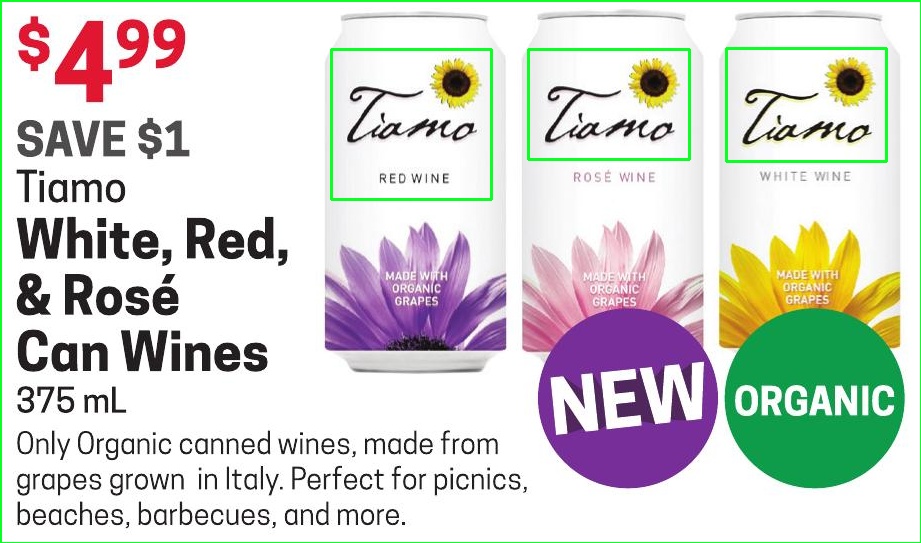 $4.99
SAVE $1
Tiamo
White, Red,
& Rosé
Can Wines
375 mL
Only Organic canned wines, made from
grapes grown in Italy. Perfect for picnics,
beaches, barbecues, and more.
Tiamo
RED WINE
MADE WITH
ORGANIC
GRAPES
Tiamo
ROSÉ WINE
MADE WITH
ORGANIC
GRAPES
Tiamo
WHITE WINE
MADE WITH
ORGANIC
GRAPES
NEW
ORGANIC